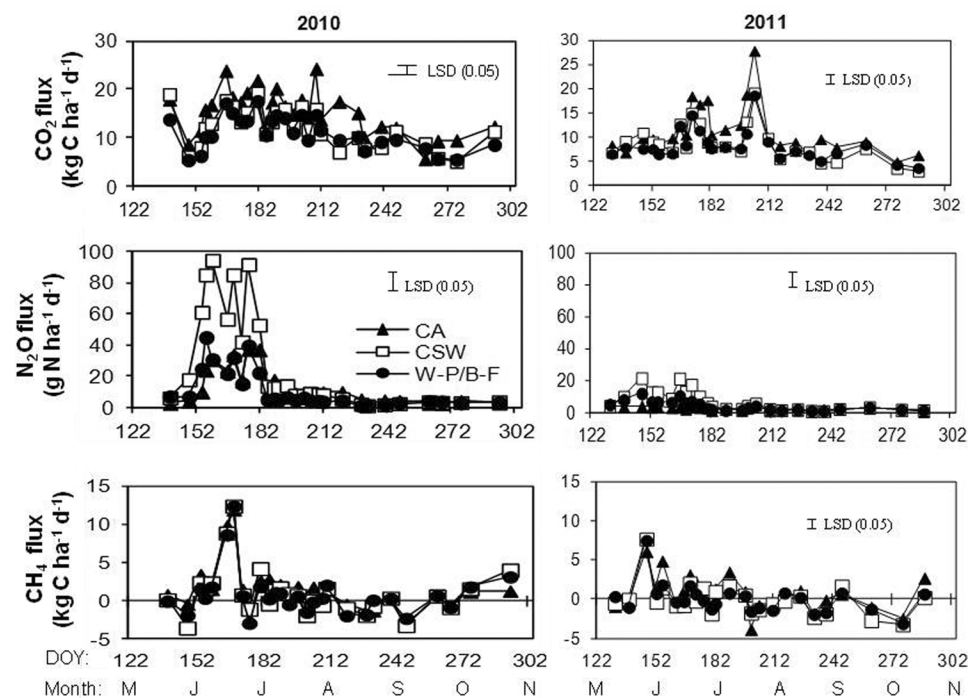 2010
2011
CO2 flux
(kg C ha-1 d-1)
30
20
10
0
LSD (0.05)
122 152 182 212 242 272 302
30
25
20
15
10
5
0
LSD (0.05)
122 152 182 212 242 272 302
N2O flux
(g N ha-1 d-1)
100
80
60
40
20
0
LSD (0.05)
CA
CSW
W-P/B-F
122 152 182 212 242 272 302
100
80
60
40
20
0
LSD (0.05)
122 152 182 212 242 272 302
CH4 flux
(kg C ha-1 d-1)
15
10
5
0
-5
15
10
5
0
-5
LSD (0.05)
DOY: 122 152 182 212 242 272 302 122 152 182 212 242 272 302
Month: M J J A S O N M J J A S O N